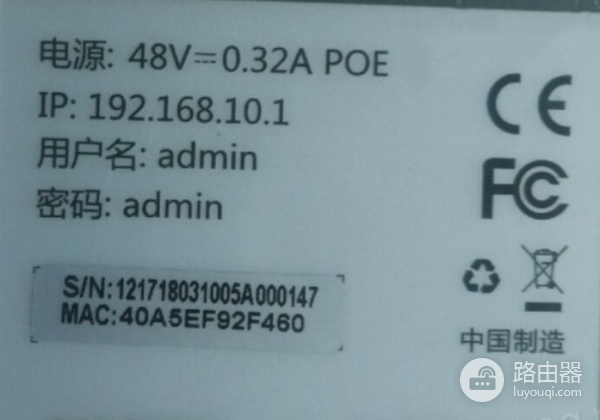 电源: 48V⎓0.32A POE
IP: 192.168.10.1
用户名: admin
密码: admin
CE
FC
S/N:121718031005A000147
MAC:40A5EF92F460
中国制造
路由器
luyouqi.com